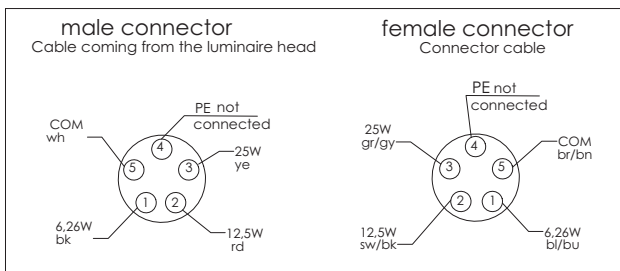 male connector
Cable coming from the luminaire head
PE not
connected
COM
wh
4
5
3
25W
ye
1
2
6,26W
bk
12,5W
rd
female connector
Connector cable
PE not
connected
25W
gr/gy
4
COM
br/bn
3
5
2
1
12,5W
sw/bk
6,26W
bl/bu